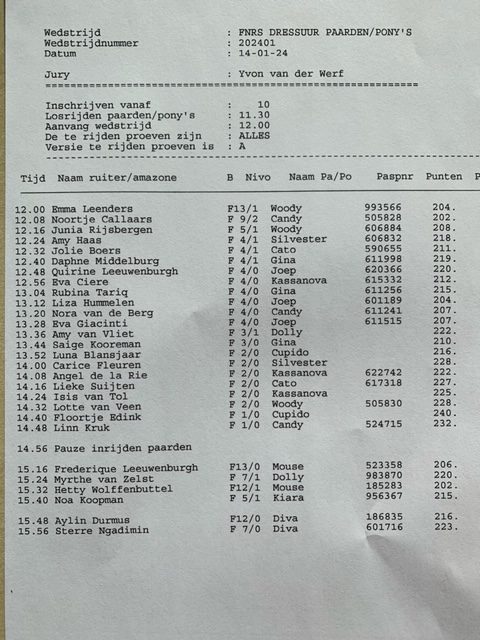 Wedstrijd : FNRS DRESSUUR PAARDEN/PONY'S
Wedstrijdnummer : 202401
Datum : 14-01-24
Jury : Yvon van der Werf
Inschrijven vanaf : 10
Losrijden paarden/pony's : 11.30
Aanvang wedstrijd : 12.00
De te rijden proeven zijn : ALLES
Versie te rijden proeven is : A
Tijd Naam ruiter/amazone B Nivo Naam Pa/Po Paspnr Punten P
12.00 Emma Leenders F13/1 Woody 993566 204.
12.08 Noortje Callaars F 9/2 Candy 505828 202.
12.16 Junia Rijsbergen F 5/1 Woody 606884 208.
12.24 Amy Haas F 4/1 Silvester 606832 218.
12.32 Jolie Boers F 4/1 Cato 590655 211.
12.40 Daphne Middelburg F 4/1 Gina 611998 219.
12.48 Quirine Leeuwenburgh F 4/0 Joep 620366 220.
12.56 Eva Ciere F 4/0 Kassanova 615332 212.
13.04 Rubina Tariq F 4/0 Gina 611256 215.
13.12 Liza Hummelen F 4/0 Joep 601189 204.
13.20 Nora van de Berg F 4/0 Candy 611241 207.
13.28 Eva Giacinti F 4/0 Joep 611515 207.
13.36 Amy van Vliet F 3/1 Dolly 222.
13.44 Saige Kooreman F 3/0 Gina 210.
13.52 Luna Blansjaar F 2/0 Cupido 216.
14.00 Carice Fleuren F 2/0 Silvester 228.
14.08 Angel de la Rie F 2/0 Kassanova 622742 222.
14.16 Lieke Suijten F 2/0 Cato 617318 227.
14.24 Isis van Tol F 2/0 Kassanova 225.
14.32 Lotte van Veen F 2/0 Woody 505830 228.
14.40 Floortje Edink F 1/0 Cupido 240.
14.48 Linn Kruk F 1/0 Candy 524715 232.
14.56 Pauze inrijden paarden
15.16 Frederique Leeuwenburgh F13/0 Mouse 523358 206.
15.24 Myrthe van Zelst F 7/1 Dolly 983870 220.
15.32 Hetty Wolffenbuttel F12/1 Mouse 185283 202.
15.40 Noa Koopman F 5/1 Kiara 956367 215.
15.48 Aylin Durmus F12/0 Diva 186835 216.
15.56 Sterre Ngadimin F 7/0 Diva 601716 223.